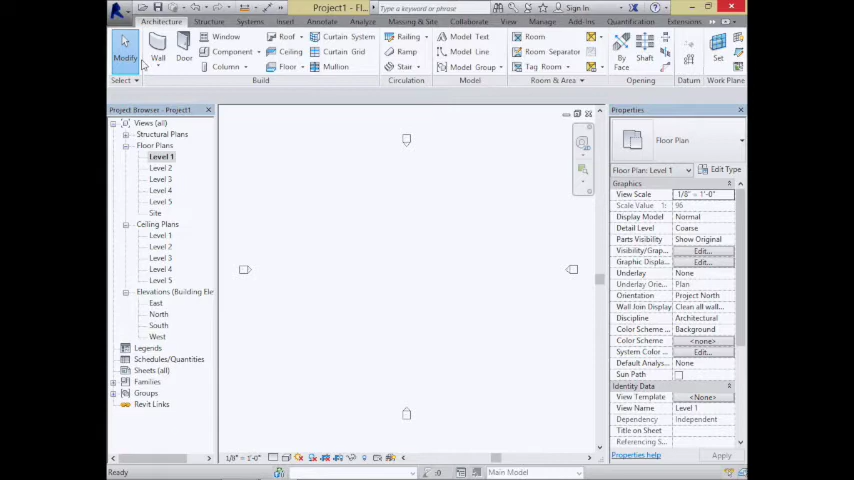 Project1 - Fl...
Type a keyword or phrase
Sign In
Architecture Structure Systems Insert Annotate Analyze Massing & Site Collaborate View Manage Add-Ins Quantification Extensions
Modify
Wall
Door
Window
Component
Column
Roof
Ceiling
Floor
Curtain System
Curtain Grid
Mullion
Railing
Ramp
Stair
Model Text
Model Line
Model Group
Room
Room Separator
Tag Room
By Face
Shaft
Set
Select
Build
Circulation
Model
Room & Area
Opening
Datum
Work Plane
Project Browser - Project1
Views (all)
Structural Plans
Floor Plans
Level 1
Level 2
Level 3
Level 4
Level 5
Site
Ceiling Plans
Level 1
Level 2
Level 3
Level 4
Level 5
Elevations (Building Ele
East
North
South
West
Legends
Schedules/Quantities
Sheets (all)
Families
Groups
Revit Links
Properties
Floor Plan
Floor Plan: Level 1
Edit Type
Graphics
View Scale 1/8" = 1'-0"
Scale Value 1: 96
Display Model Normal
Detail Level Coarse
Parts Visibility Show Original
Visibility/Grap... Edit...
Graphic Displa... Edit...
Underlay None
Underlay Orie... Plan
Orientation Project North
Wall Join Display Clean all wall...
Discipline Architectural
Color Scheme ... Background
Color Scheme <none>
System Color ... Edit...
Default Analys... None
Sun Path
Identity Data
View Template <None>
View Name Level 1
Dependency Independent
Title on Sheet
Referencing S...
Properties help
Apply
1/8" = 1'-0"
Ready
:0
Main Model